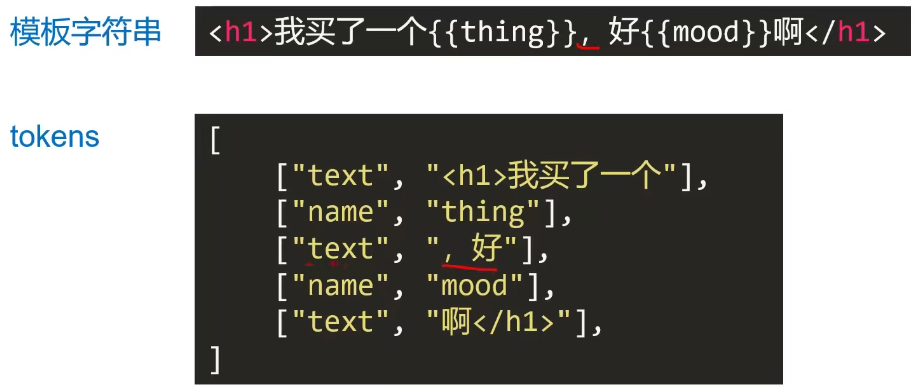 模板字符串
<h1>我买了一个{{thing}}，好{{mood}}啊</h1>
tokens
[
["text", "<h1>我买了一个"],
["name", "thing"],
["text", "，好"],
["name", "mood"],
["text", "啊</h1>"],
]